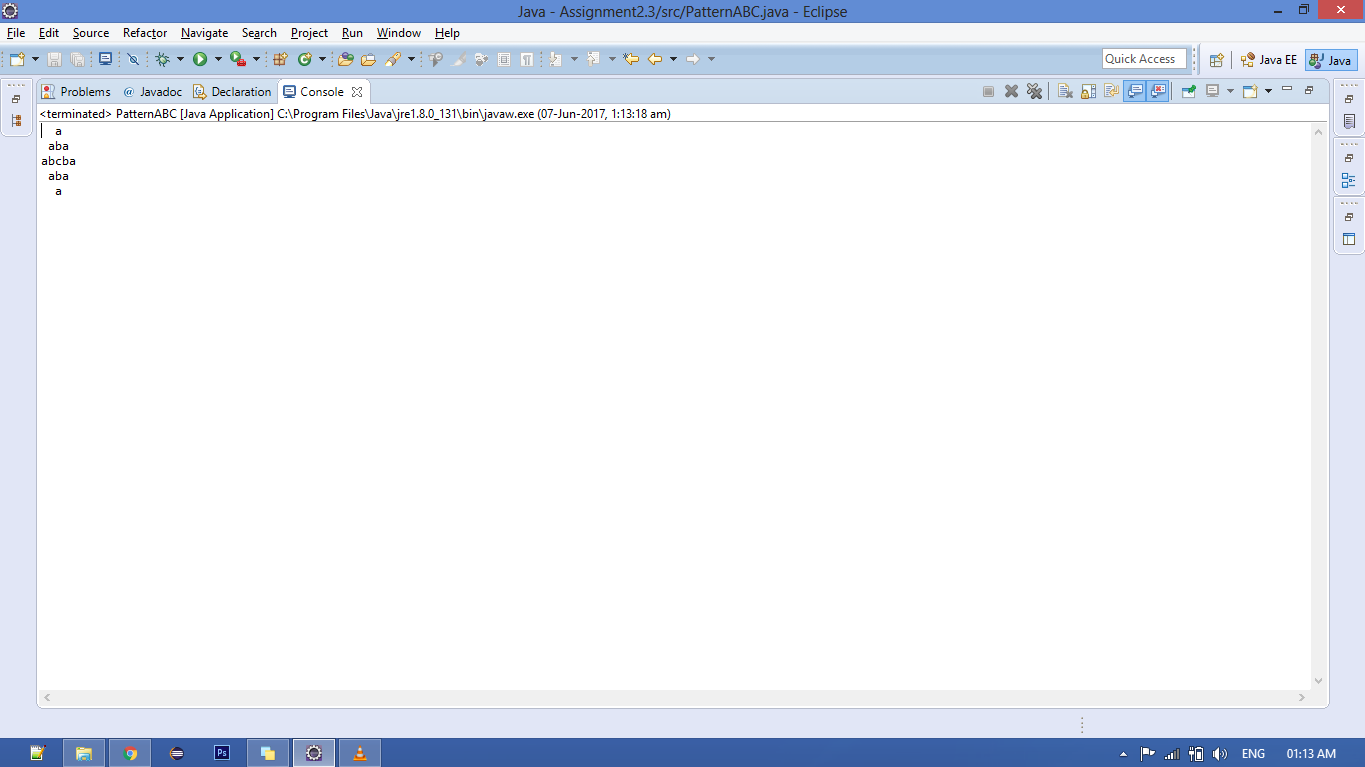 Java - Assignment2.3/src/PatternABC.java - Eclipse
File Edit Source Refactor Navigate Search Project Run Window Help
Quick Access
Java EE
Java
Problems @ Javadoc Declaration Console
<terminated> PatternABC [Java Application] C:\Program Files\Java\jre1.8.0_131\bin\javaw.exe (07-Jun-2017, 1:13:18 am)
  a
 aba
abcba
 aba
  a
Ps
ENG
01:13 AM